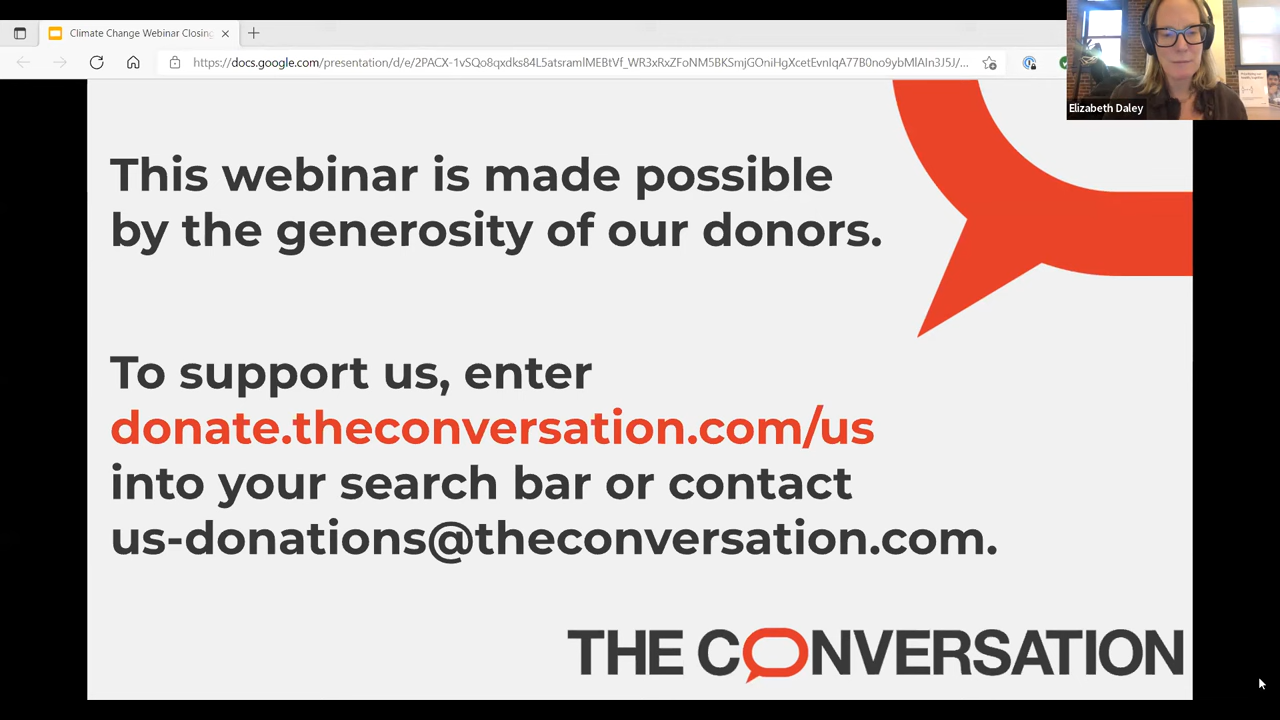 Climate Change Webinar Closing
https://docs.google.com/presentation/d/e/
Elizabeth Daley
This webinar is made possible
by the generosity of our donors.
To support us, enter
donate.theconversation.com/us
into your search bar or contact
us-donations@theconversation.com.
THE CONVERSATION